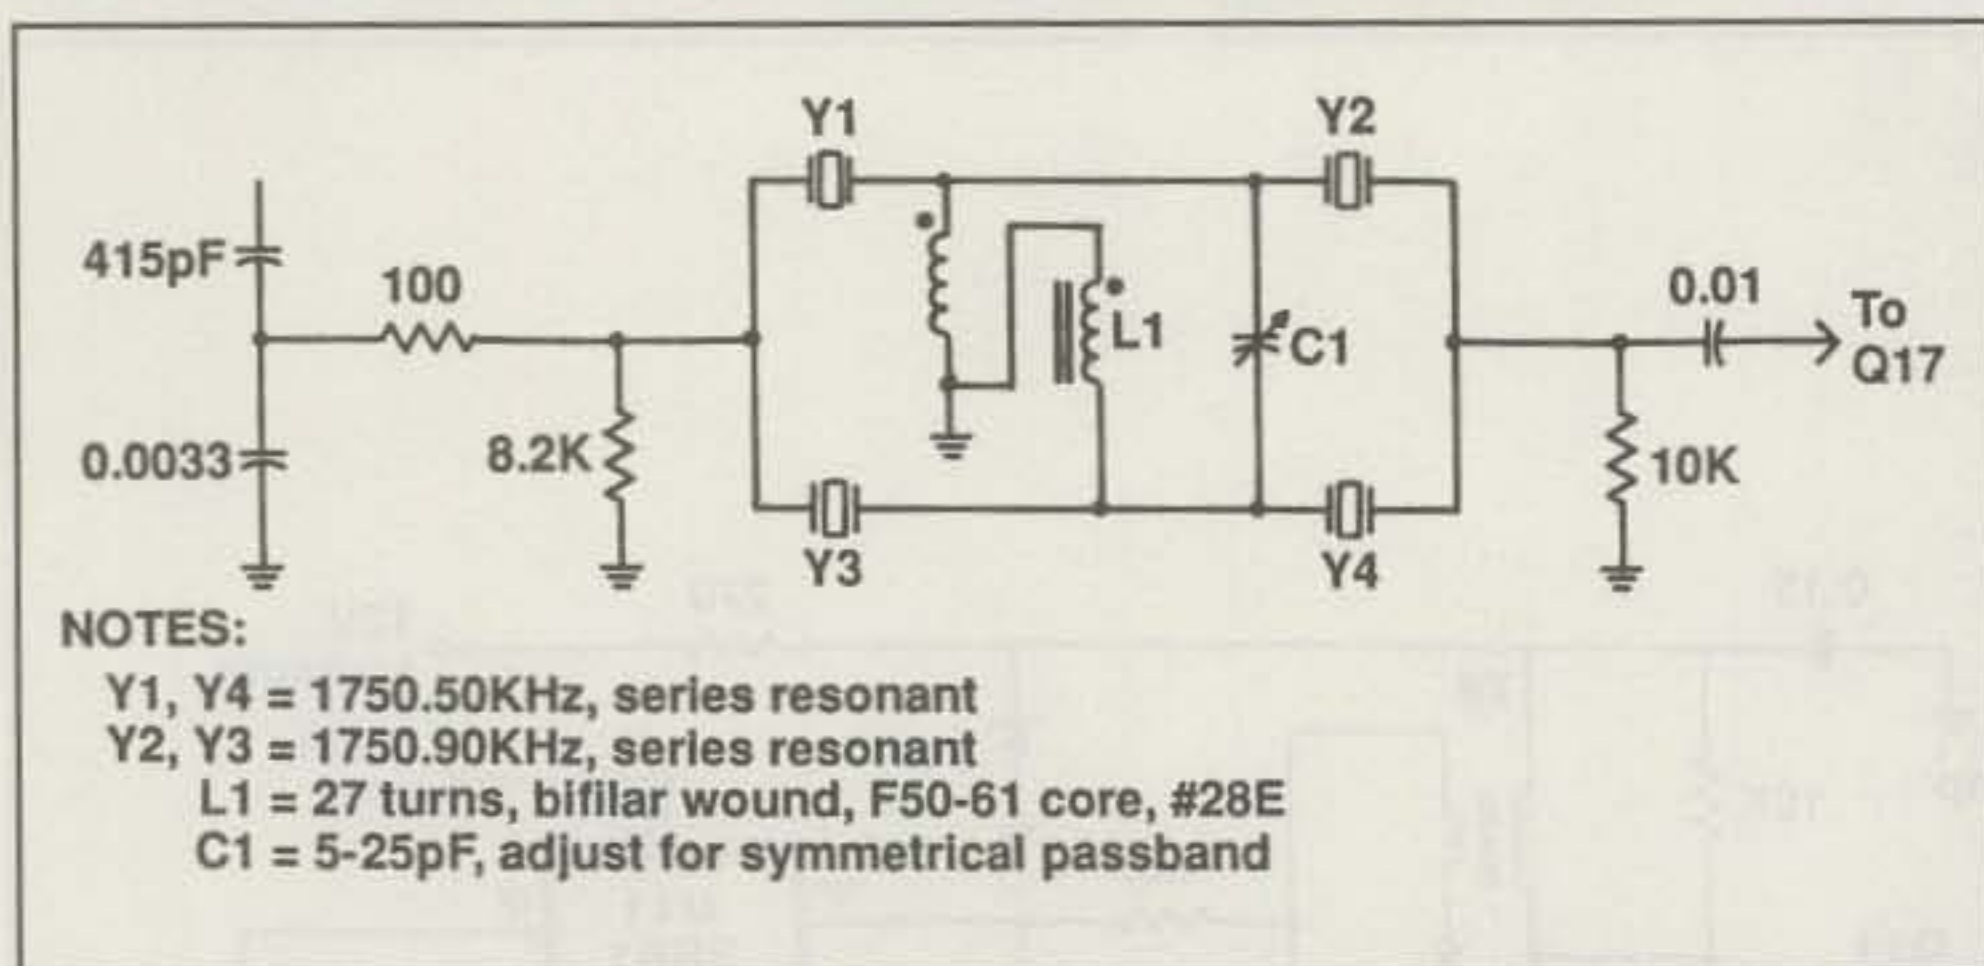 Y1
Y2
415pF
100
0.01
To
Q17
L1
C1
0.0033
8.2K
10K
Y3
Y4
NOTES:
Y1, Y4 = 1750.50KHz, series resonant
Y2, Y3 = 1750.90KHz, series resonant
L1 = 27 turns, bifilar wound, F50-61 core, #28E
C1 = 5-25pF, adjust for symmetrical passband